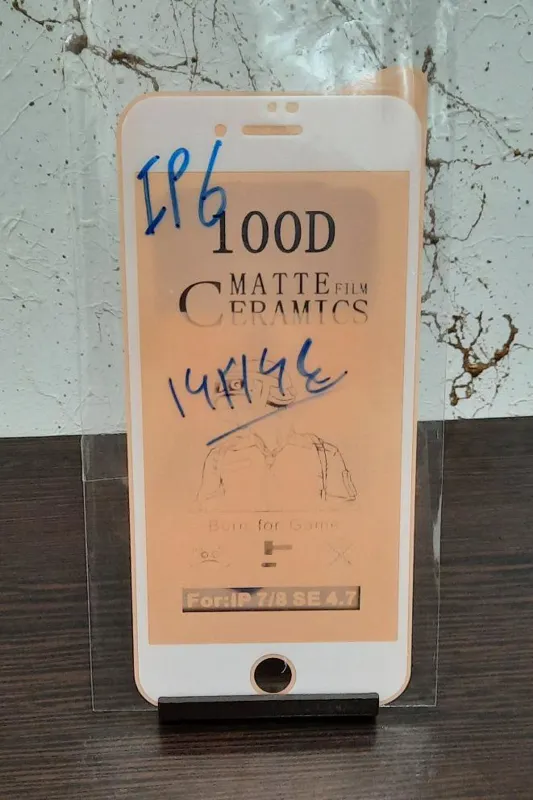 IP6
100D
MATTE FILM
CERAMICS
Born for Game
For:IP 7/8 SE 4.7